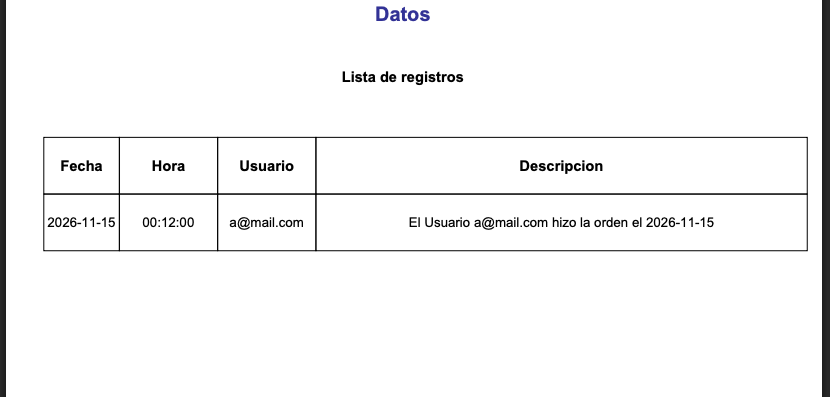 Datos
Lista de registros
Fecha Hora Usuario Descripcion
2026-11-15 00:12:00 a@mail.com El Usuario a@mail.com hizo la orden el 2026-11-15